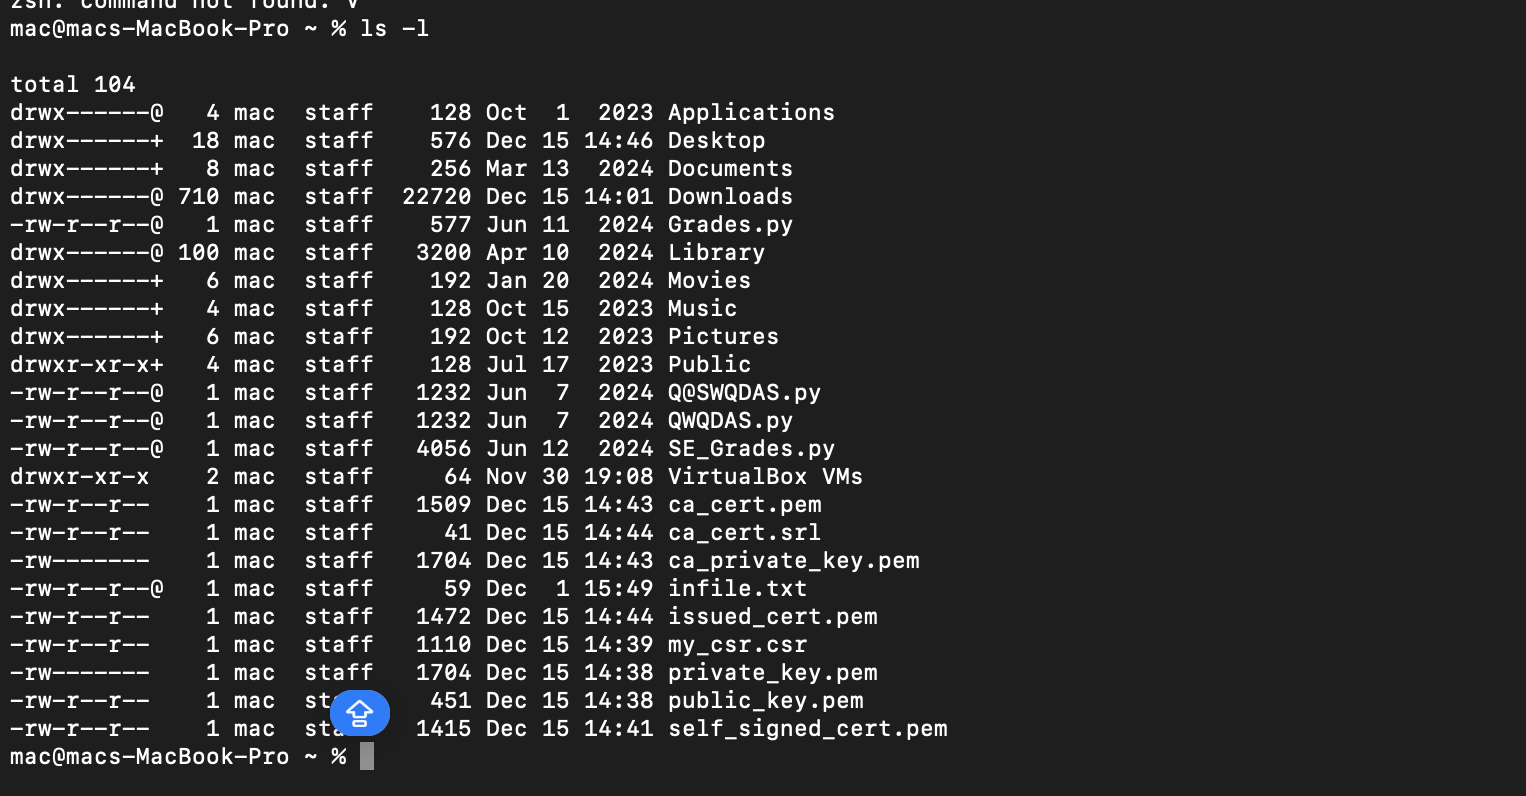 zsh: command not found: v
mac@macs-MacBook-Pro ~ % ls -l
total 104
drwx------@   4 mac  staff    128 Oct  1  2023 Applications
drwx------+  18 mac  staff    576 Dec 15 14:46 Desktop
drwx------+   8 mac  staff    256 Mar 13  2024 Documents
drwx------@ 710 mac  staff  22720 Dec 15 14:01 Downloads
-rw-r--r--@   1 mac  staff    577 Jun 11  2024 Grades.py
drwx------@ 100 mac  staff   3200 Apr 10  2024 Library
drwx------+   6 mac  staff    192 Jan 20  2024 Movies
drwx------+   4 mac  staff    128 Oct 15  2023 Music
drwx------+   6 mac  staff    192 Oct 12  2023 Pictures
drwxr-xr-x+   4 mac  staff    128 Jul 17  2023 Public
-rw-r--r--@   1 mac  staff   1232 Jun  7  2024 Q@SWQDAS.py
-rw-r--r--@   1 mac  staff   1232 Jun  7  2024 QWQDAS.py
-rw-r--r--@   1 mac  staff   4056 Jun 12  2024 SE_Grades.py
drwxr-xr-x    2 mac  staff     64 Nov 30 19:08 VirtualBox VMs
-rw-r--r--    1 mac  staff   1509 Dec 15 14:43 ca_cert.pem
-rw-r--r--    1 mac  staff     41 Dec 15 14:44 ca_cert.srl
-rw-------    1 mac  staff   1704 Dec 15 14:43 ca_private_key.pem
-rw-r--r--@   1 mac  staff     59 Dec  1 15:49 infile.txt
-rw-r--r--    1 mac  staff   1472 Dec 15 14:44 issued_cert.pem
-rw-r--r--    1 mac  staff   1110 Dec 15 14:39 my_csr.csr
-rw-------    1 mac  staff   1704 Dec 15 14:38 private_key.pem
-rw-r--r--    1 mac  st       451 Dec 15 14:38 public_key.pem
-rw-r--r--    1 mac  sta     1415 Dec 15 14:41 self_signed_cert.pem
mac@macs-MacBook-Pro ~ %